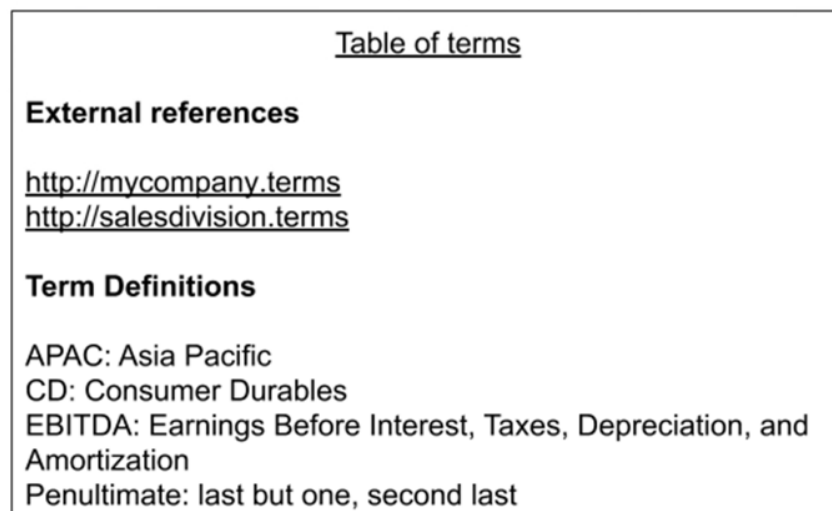 Table of terms
External references
http://mycompany.terms
http://salesdivision.terms
Term Definitions
APAC: Asia Pacific
CD: Consumer Durables
EBITDA: Earnings Before Interest, Taxes, Depreciation, and
Amortization
Penultimate: last but one, second last